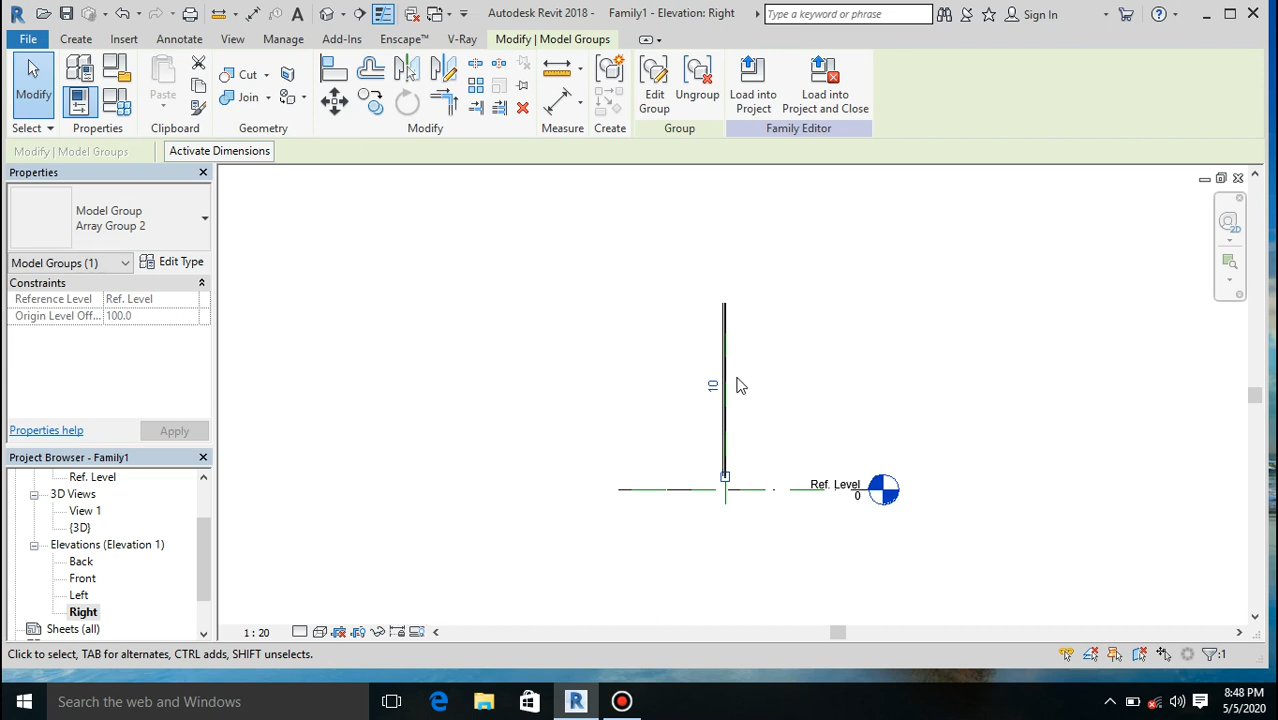 Autodesk Revit 2018 - Family1 - Elevation: Right
Type a keyword or phrase
Sign In
File
Create
Insert
Annotate
View
Manage
Add-Ins
Enscape™
V-Ray
Modify | Model Groups
Modify
Paste
Cut
Join
Edit Group
Ungroup
Load into Project
Load into Project and Close
Select
Properties
Clipboard
Geometry
Modify
Measure
Create
Group
Family Editor
Modify | Model Groups
Activate Dimensions
Properties
Model Group
Array Group 2
Model Groups (1)
Edit Type
Constraints
Reference Level
Ref. Level
Origin Level Off...
100.0
Properties help
Apply
Project Browser - Family1
Ref. Level
3D Views
View 1
{3D}
Elevations (Elevation 1)
Back
Front
Left
Right
Sheets (all)
10
Ref. Level
0
2D
1 : 20
Click to select, TAB for alternates, CTRL adds, SHIFT unselects.
:1
Search the web and Windows
8:48 PM
5/5/2020